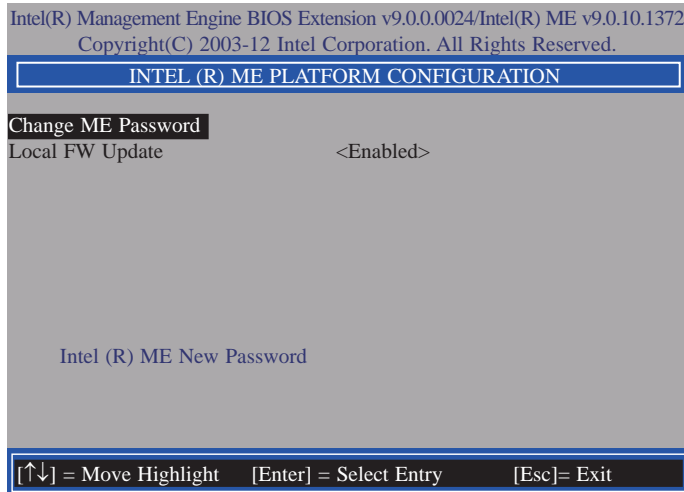 Intel(R) Management Engine BIOS Extension v9.0.0.0024/Intel(R) ME v9.0.10.1372
Copyright(C) 2003-12 Intel Corporation. All Rights Reserved.
INTEL (R) ME PLATFORM CONFIGURATION
Change ME Password
Local FW Update <Enabled>
Intel (R) ME New Password
[↑↓] = Move Highlight [Enter] = Select Entry [Esc]= Exit